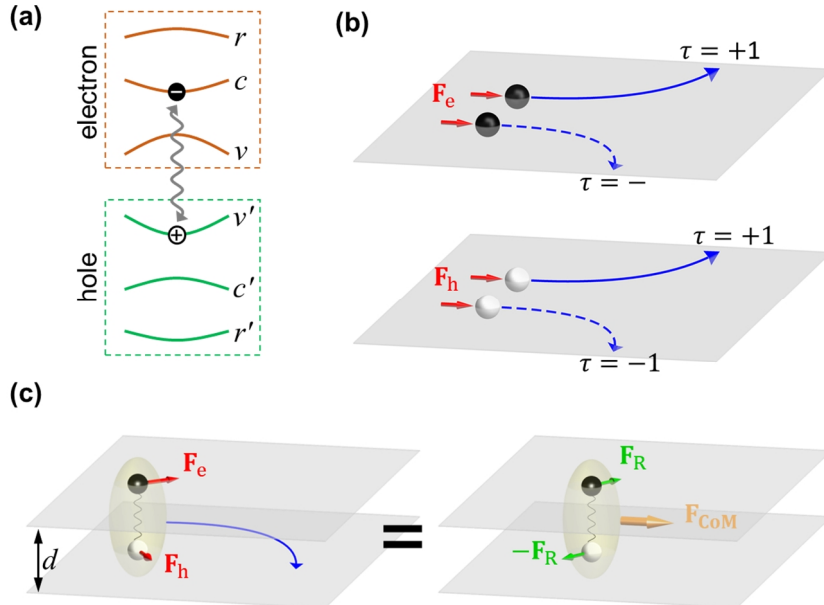 (a)
electron
r
c
−
v
hole
v′
+
c′
r′
(b)
τ = +1
F_e
τ = −
τ = +1
F_h
τ = −1
(c)
F_e
F_h
d
=
F_R
F_CoM
−F_R